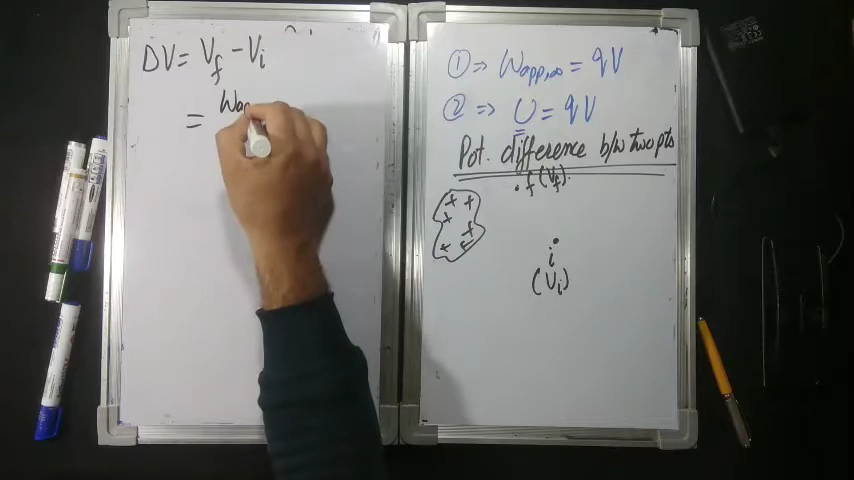 DV = Vf - Vi
= Wa
① ⇒ Wapp,∞ = qV
② ⇒ U = qV
Pot. difference b/w two pts
. f (Vf).
+ +
+
+
+ +
i
(Vi)